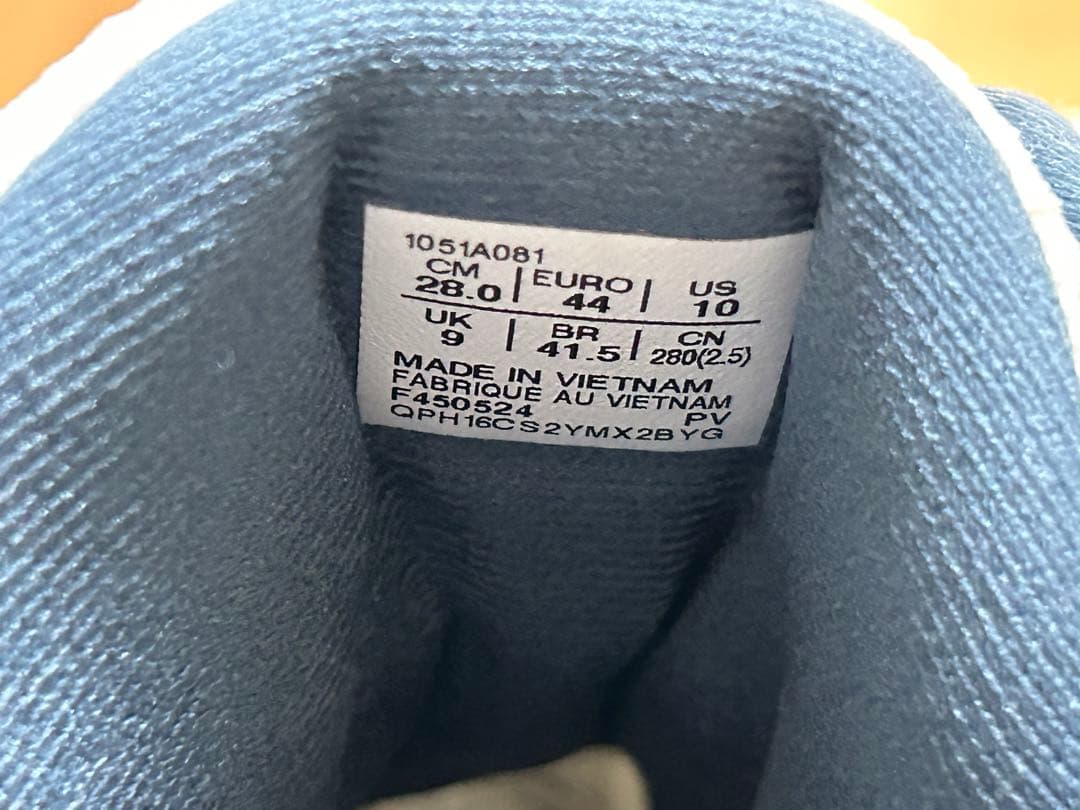 1051A081
CM | EURO | US
28.0 44 10
UK | BR | CN
9 41.5 280(2.5)
MADE IN VIETNAM
FABRIQUE AU VIETNAM
F450524 PV
QPH16CS2YMX2BYG